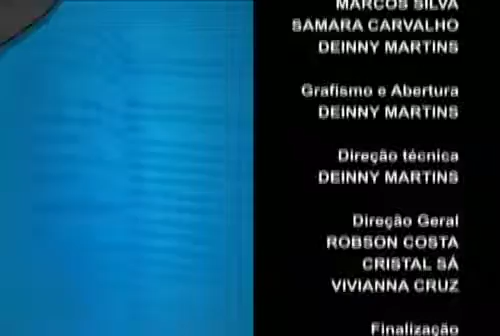 MARCOS SILVA
SAMARA CARVALHO
DEINNY MARTINS
Grafismo e Abertura
DEINNY MARTINS
Direção técnica
DEINNY MARTINS
Direção Geral
ROBSON COSTA
CRISTAL SÁ
VIVIANNA CRUZ
Finalização